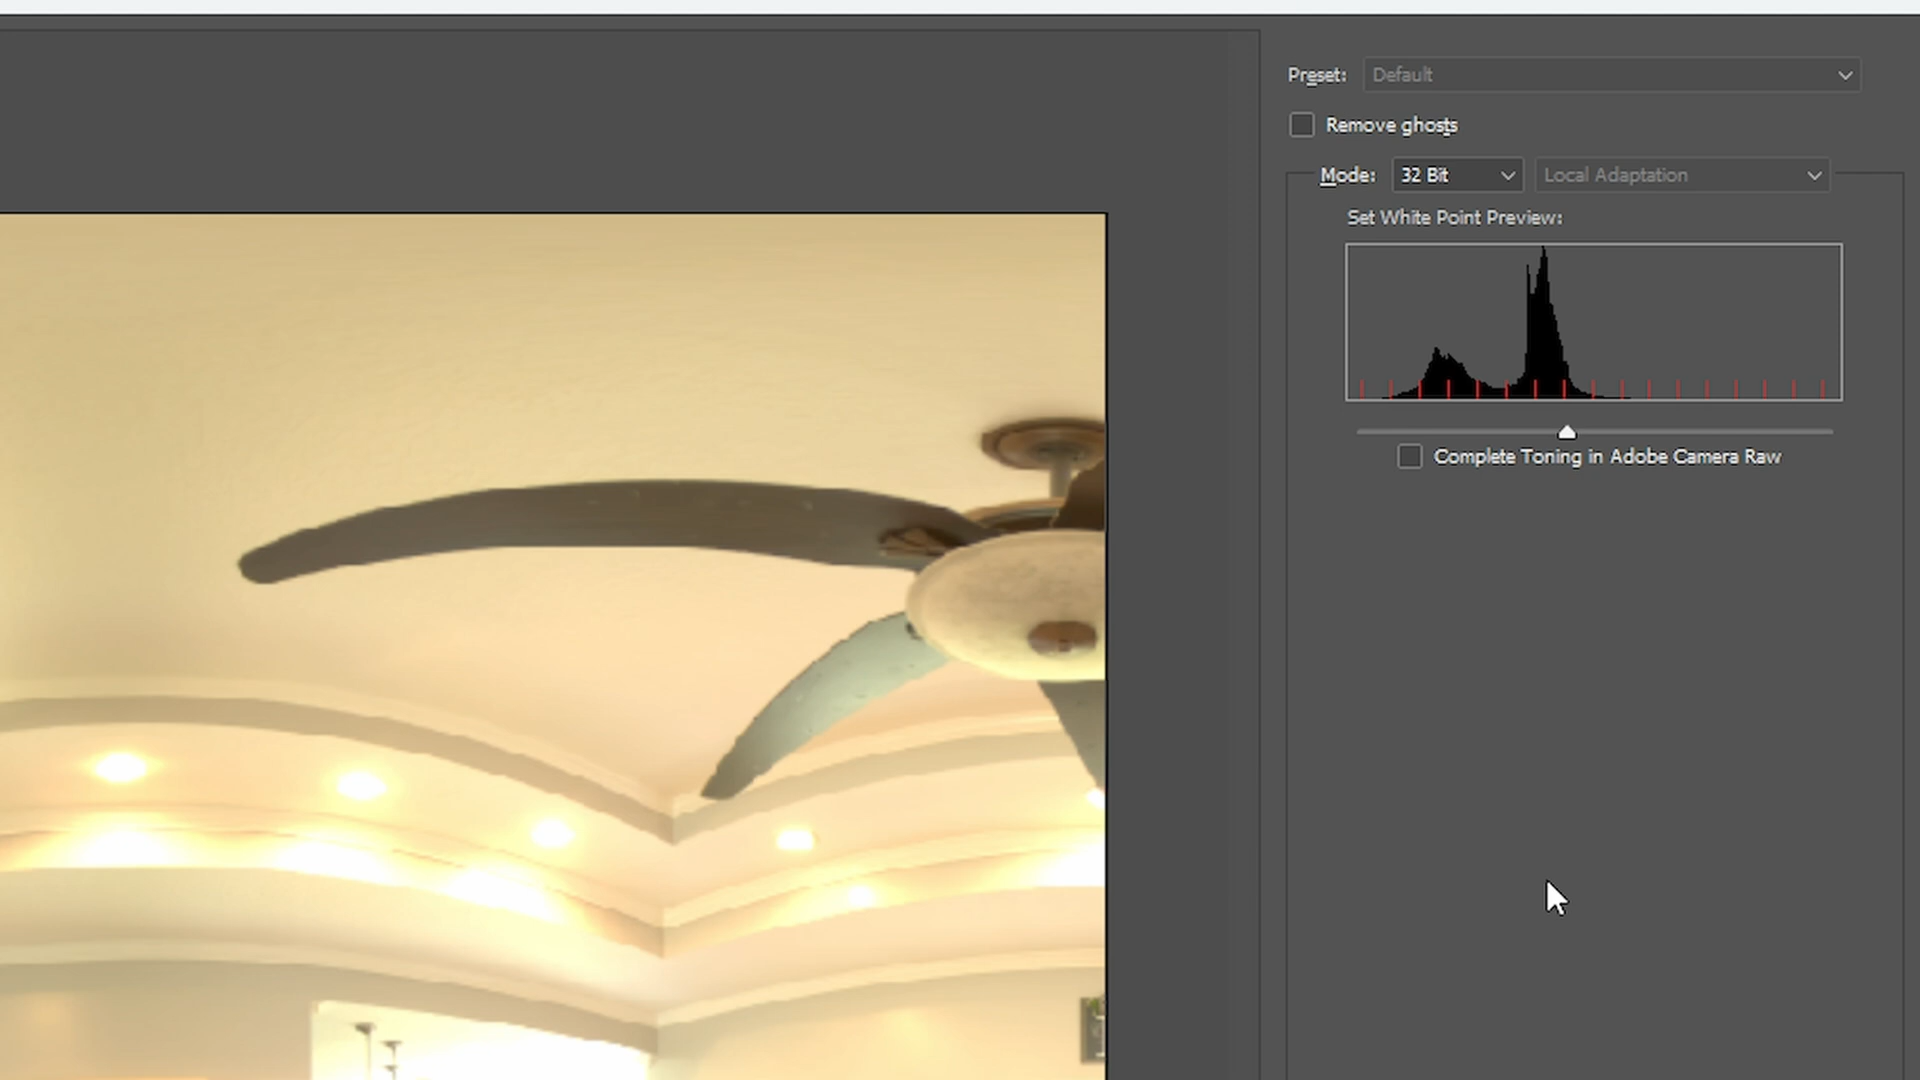 Preset: Default
Remove ghosts
Mode: 32 Bit Local Adaptation
Set White Point Preview:
Complete Toning in Adobe Camera Raw